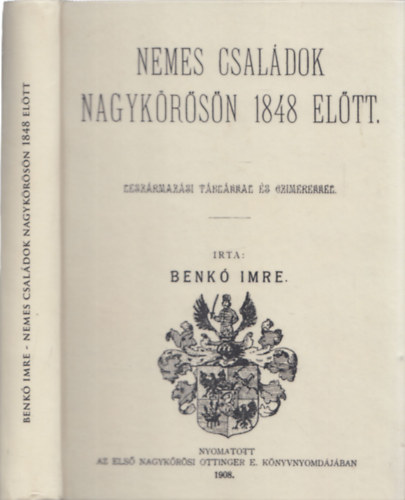 BENKÓ IMRE - NEMES CSALÁDOK NAGYKŐRÖSÖN 1848 ELŐTT
NEMES CSALÁDOK
NAGYKŐRÖSÖN 1848 ELŐTT.
LESZÁRMAZÁSI TÁBLÁKKAL ÉS CZIMEREKKEL.
IRTA:
BENKÓ IMRE.
NYOMATOTT
AZ ELSŐ NAGYKŐRÖSI OTTINGER E. KÖNYVNYOMDÁJÁBAN
1908.